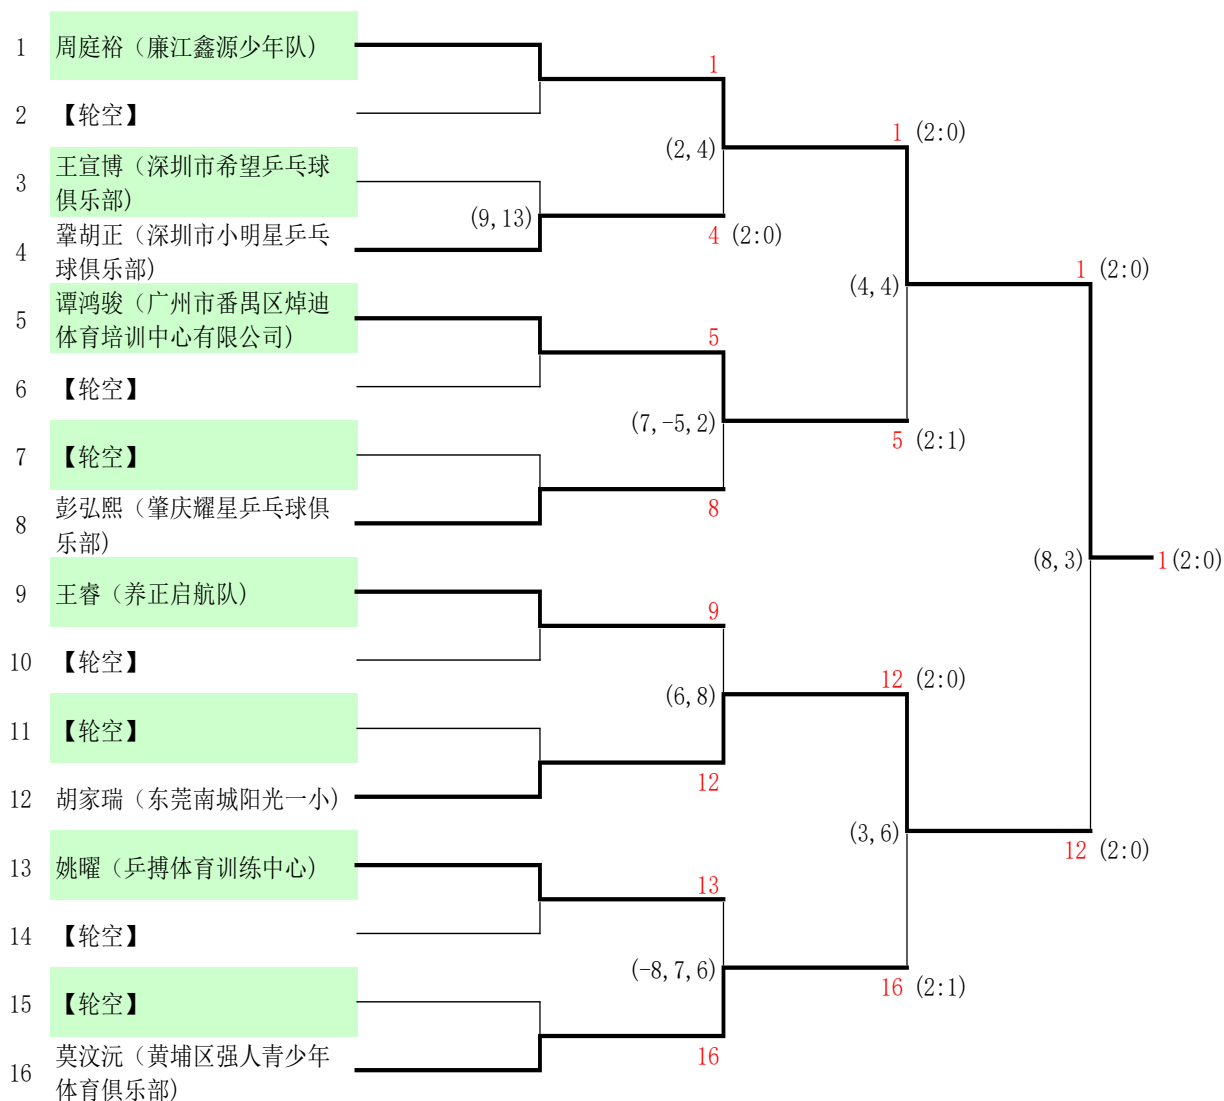 1 周庭裕（廉江鑫源少年队）
1
2 【轮空】
1 (2:0)
(2,4)
3 王宣博（深圳市希望乒乓球
俱乐部）
(9,13)
4 鞏胡正（深圳市小明星乒乓
球俱乐部）
4 (2:0)
1 (2:0)
(4,4)
5 谭鸿骏（广州市番禺区焯迪
体育培训中心有限公司）
5
6 【轮空】
(7,-5,2)
5 (2:1)
7 【轮空】
8 彭弘熙（肇庆耀星乒乓球俱
乐部）
8
(8,3)
1 (2:0)
9 王睿（养正启航队）
9
10 【轮空】
12 (2:0)
(6,8)
11 【轮空】
12
12 胡家瑞（东莞南城阳光一小）
(3,6)
12 (2:0)
13 姚曜（乒搏体育训练中心）
13
14 【轮空】
(-8,7,6)
16 (2:1)
15 【轮空】
16 莫汶沅（黄埔区强人青少年
体育俱乐部）
16